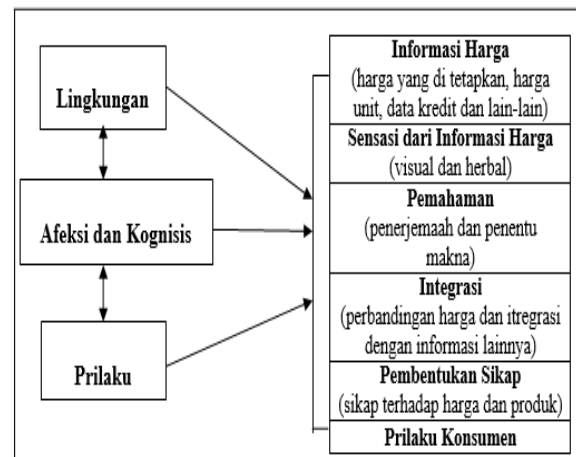 Lingkungan
Afeksi dan Kognisis
Prilaku
Informasi Harga
(harga yang di tetapkan, harga
unit, data kredit dan lain-lain)
Sensasi dari Informasi Harga
(visual dan herbal)
Pemahaman
(penerjemaah dan penentu
makna)
Integrasi
(perbandingan harga dan itregrasi
dengan informasi lainnya)
Pembentukan Sikap
(sikap terhadap harga dan produk)
Prilaku Konsumen